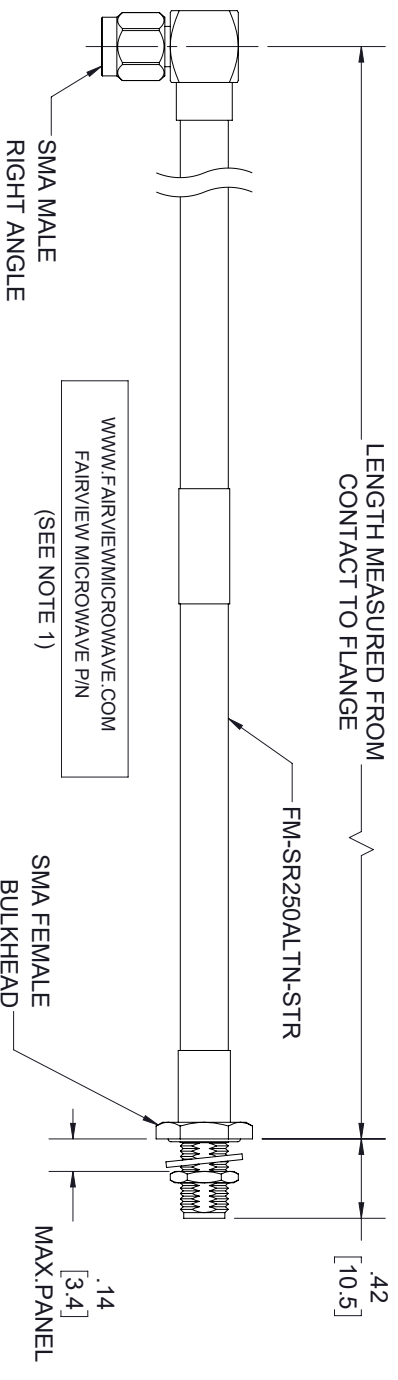 LENGTH MEASURED FROM
CONTACT TO FLANGE
.42
[10.5]
FM-SR250ALTN-STR
SMA MALE
RIGHT ANGLE
WWW.FAIRVIEWMICROWAVE.COM
FAIRVIEW MICROWAVE P/N
(SEE NOTE 1)
SMA FEMALE
BULKHEAD
.14
[3.4]
MAX.PANEL